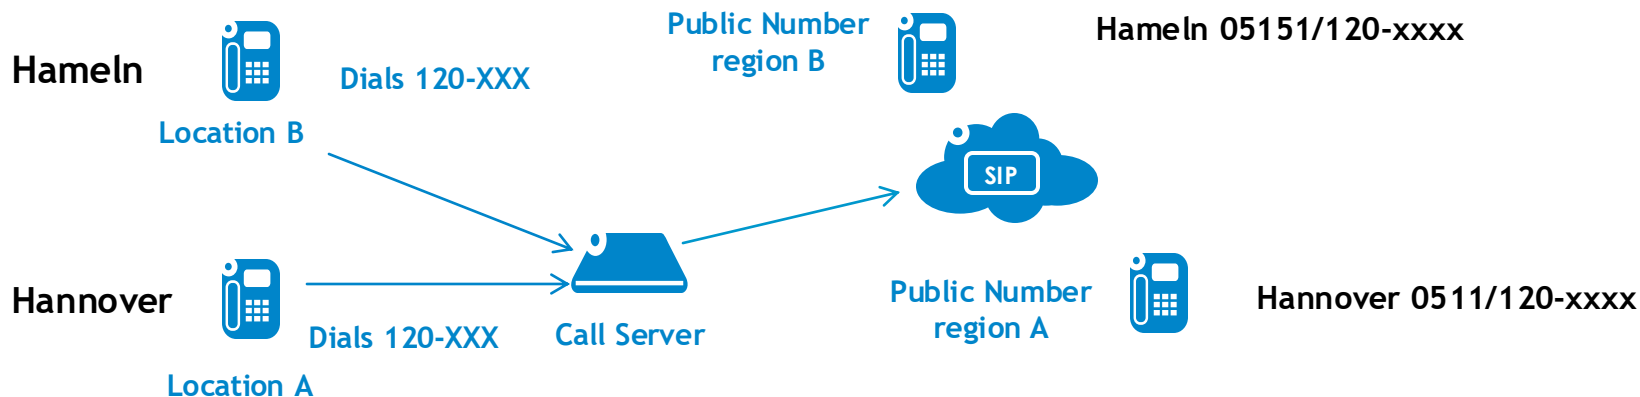 Hameln
Dials 120-XXX
Location B
Public Number
region B
Hameln 05151/120-xxxx
SIP
Hannover
Dials 120-XXX
Location A
Call Server
Public Number
region A
Hannover 0511/120-xxxx